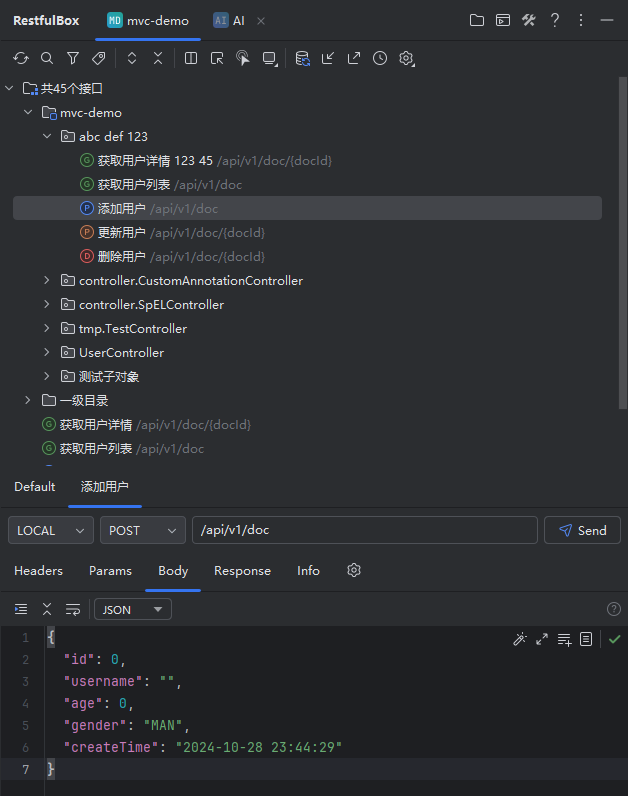 RestfulBox MD mvc-demo AI AI
共45个接口
mvc-demo
abc def 123
G 获取用户详情 123 45 /api/v1/doc/{docId}
G 获取用户列表 /api/v1/doc
P 添加用户 /api/v1/doc
P 更新用户 /api/v1/doc/{docId}
D 删除用户 /api/v1/doc/{docId}
controller.CustomAnnotationController
controller.SpELController
tmp.TestController
UserController
测试子对象
一级目录
G 获取用户详情 /api/v1/doc/{docId}
G 获取用户列表 /api/v1/doc
Default 添加用户
LOCAL POST /api/v1/doc Send
Headers Params Body Response Info
JSON
1 {
2 "id": 0,
3 "username": "",
4 "age": 0,
5 "gender": "MAN",
6 "createTime": "2024-10-28 23:44:29"
7 }